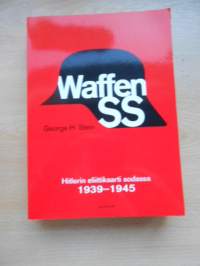 Waffen
SS
George H. Stein
Hitlerin eliittikaarti sodassa
1939–1945